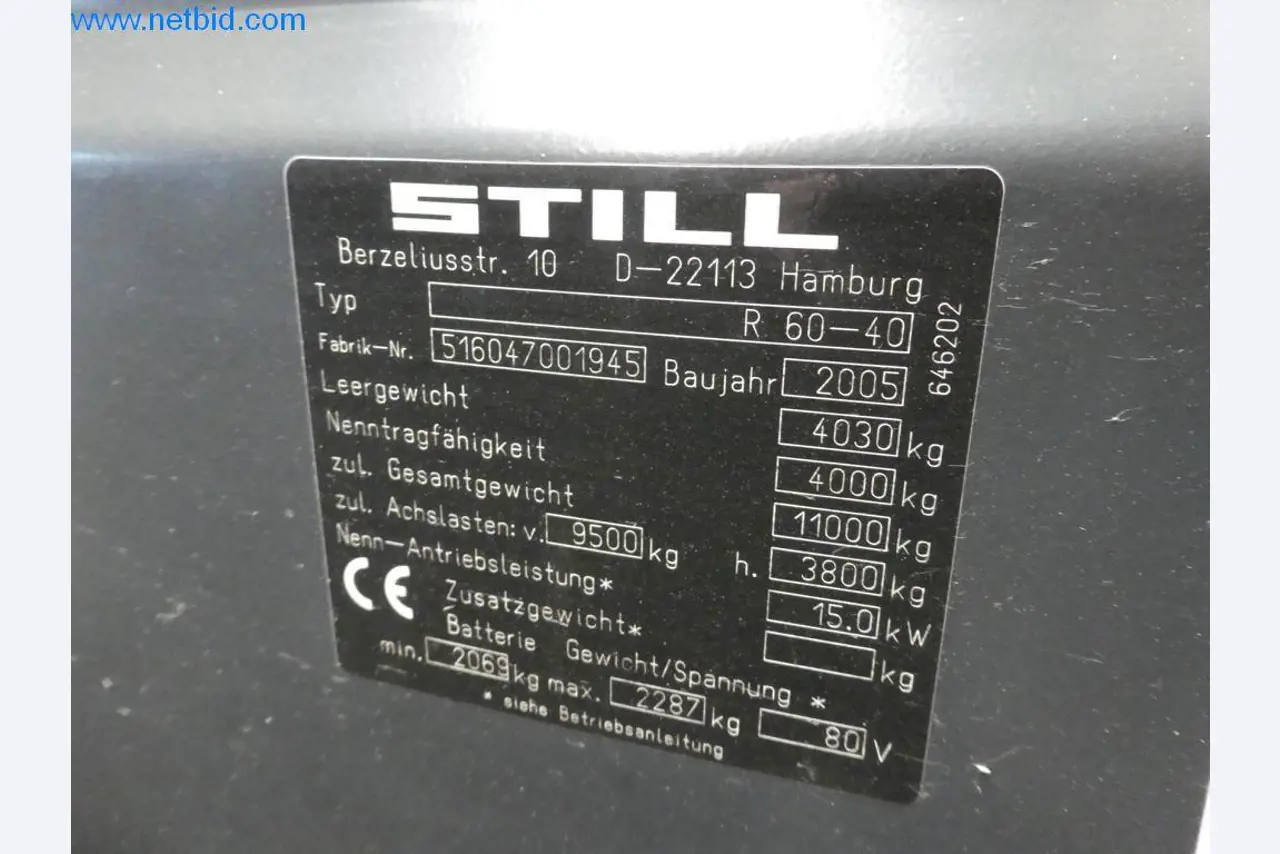 www.netbid.com
STILL
Berzeliusstr. 10 D-22113 Hamburg
Typ R 60-40
Fabrik-Nr. 516047001945 Baujahr 2005
646202
Leergewicht 4030 kg
Nenntragfähigkeit 4000 kg
zul. Gesamtgewicht 11000 kg
zul. Achslasten: v. 9500 kg h. 3800 kg
Nenn-Antriebsleistung* 15.0 kW
CE Zusatzgewicht* kg
Batterie Gewicht/Spannung *
min. 2069 kg max. 2287 kg 80 V
* siehe Betriebsanleitung